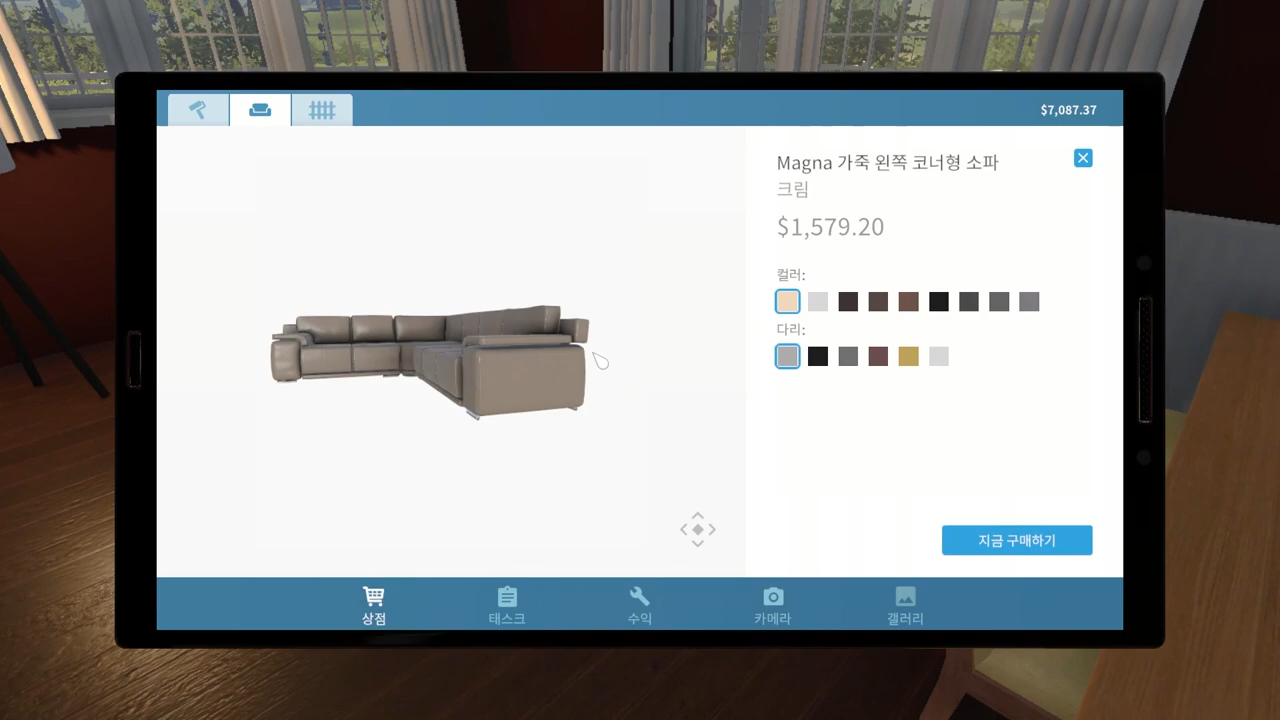 $7,087.37
Magna 가죽 왼쪽 코너형 소파
크림
$1,579.20
컬러:
다리:
지금 구매하기
상점
태스크
수익
카메라
갤러리